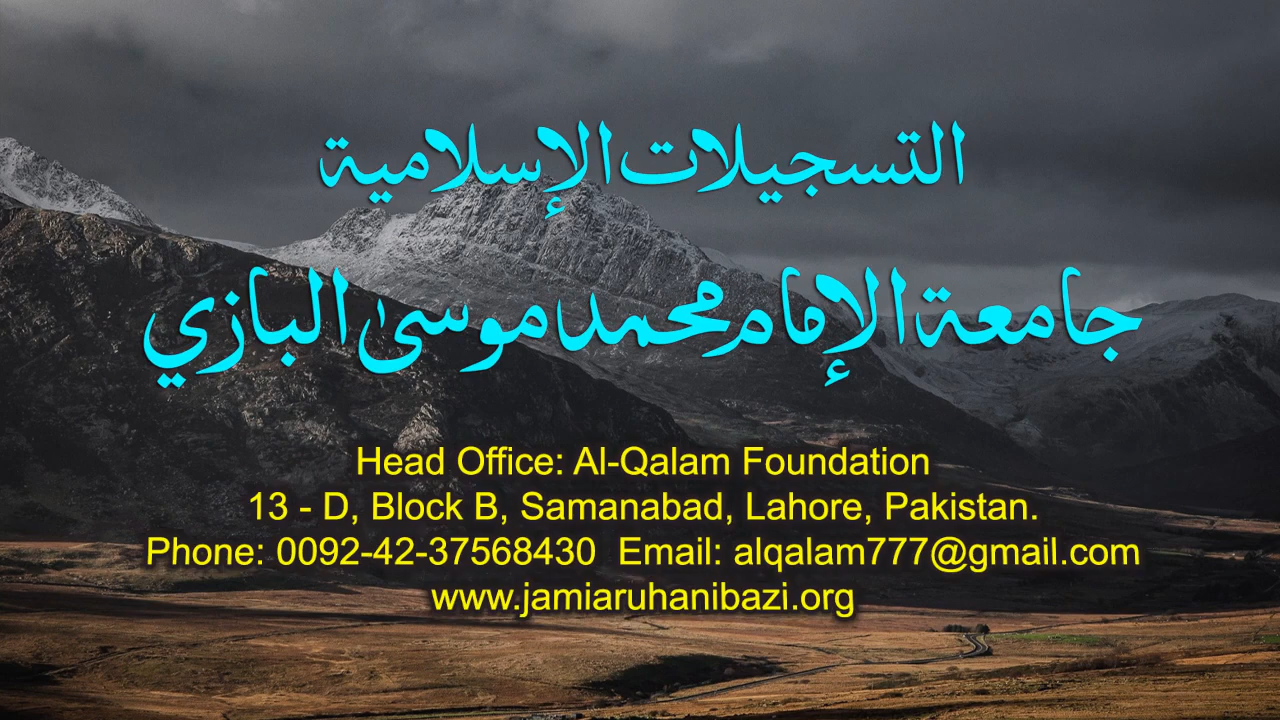 التسجيلات الإسلامية
جامعة الإمام محمد موسىٰ البازي
Head Office: Al-Qalam Foundation
13 - D, Block B, Samanabad, Lahore, Pakistan.
Phone: 0092-42-37568430  Email: alqalam777@gmail.com
www.jamiaruhanibazi.org